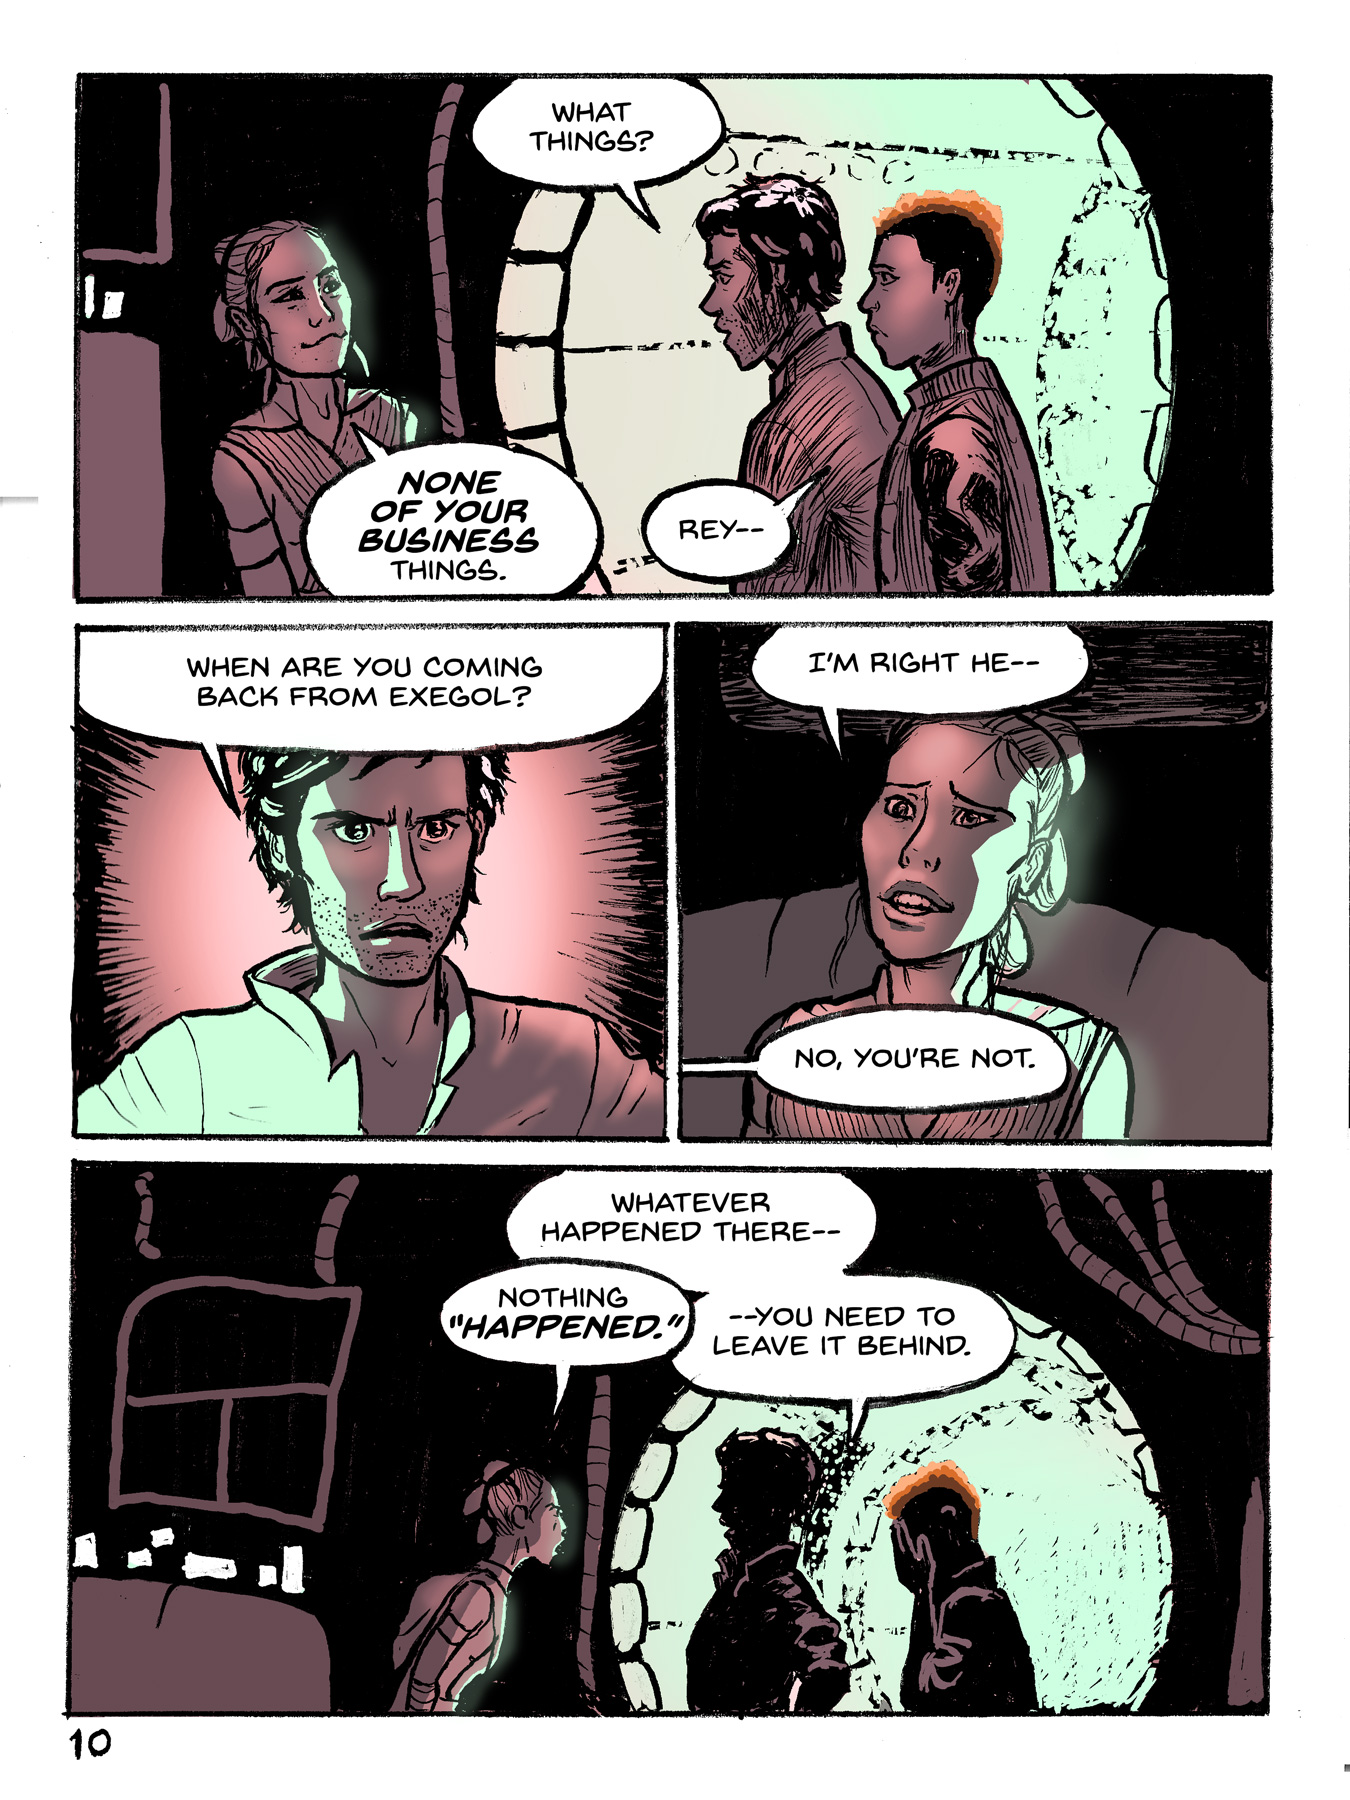 WHAT
THINGS?
NONE
OF YOUR
BUSINESS
THINGS.
REY--
WHEN ARE YOU COMING
BACK FROM EXEGOL?
I'M RIGHT HE--
NO, YOU'RE NOT.
WHATEVER
HAPPENED THERE--
NOTHING
"HAPPENED."
--YOU NEED TO
LEAVE IT BEHIND.
10